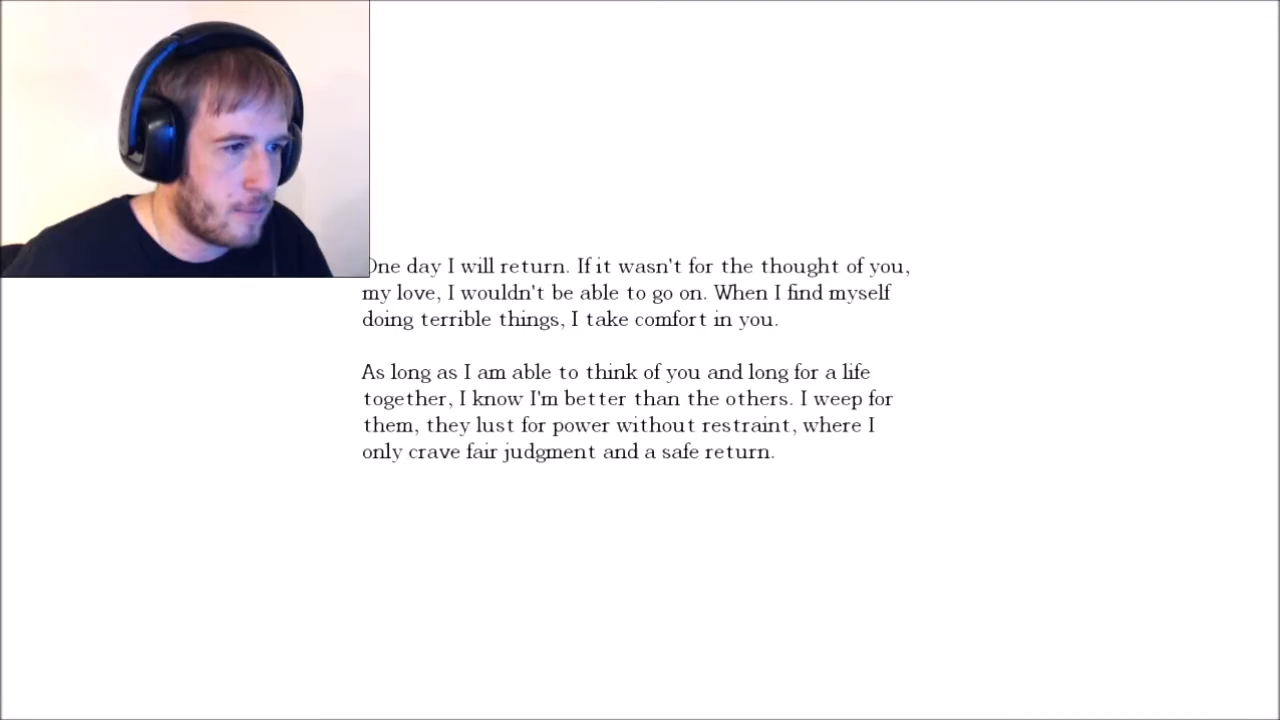 One day I will return. If it wasn't for the thought of you,
my love, I wouldn't be able to go on. When I find myself
doing terrible things, I take comfort in you.
As long as I am able to think of you and long for a life
together, I know I'm better than the others. I weep for
them, they lust for power without restraint, where I
only crave fair judgment and a safe return.